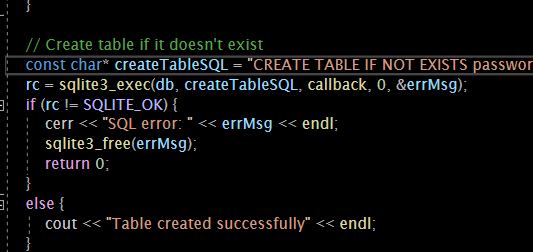 }
// Create table if it doesn't exist
const char* createTableSQL = "CREATE TABLE IF NOT EXISTS passwor
rc = sqlite3_exec(db, createTableSQL, callback, 0, &errMsg);
if (rc != SQLITE_OK) {
cerr << "SQL error: " << errMsg << endl;
sqlite3_free(errMsg);
return 0;
}
else {
cout << "Table created successfully" << endl;
}